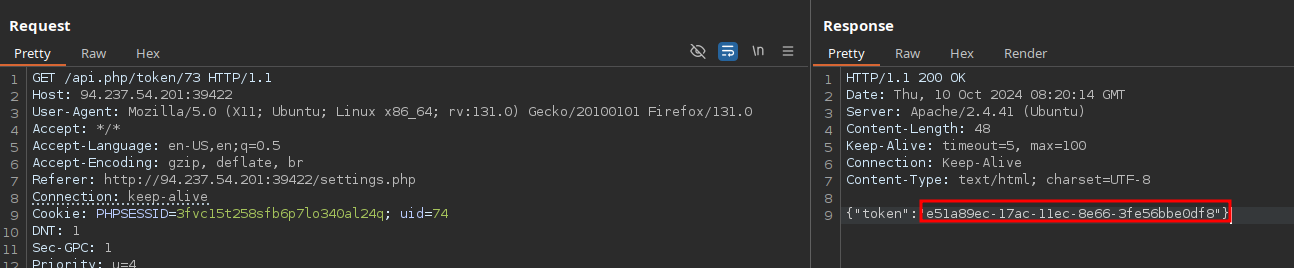 Request
Pretty Raw Hex
\n
1 GET /api.php/token/73 HTTP/1.1
2 Host: 94.237.54.201:39422
3 User-Agent: Mozilla/5.0 (X11; Ubuntu; Linux x86_64; rv:131.0) Gecko/20100101 Firefox/131.0
4 Accept: */*
5 Accept-Language: en-US,en;q=0.5
6 Accept-Encoding: gzip, deflate, br
7 Referer: http://94.237.54.201:39422/settings.php
8 Connection: keep-alive
9 Cookie: PHPSESSID=3fvc15t258sfb6p7lo340al24q; uid=74
10 DNT: 1
11 Sec-GPC: 1
12 Priority: u=4
Response
Pretty Raw Hex Render
1 HTTP/1.1 200 OK
2 Date: Thu, 10 Oct 2024 08:20:14 GMT
3 Server: Apache/2.4.41 (Ubuntu)
4 Content-Length: 48
5 Keep-Alive: timeout=5, max=100
6 Connection: Keep-Alive
7 Content-Type: text/html; charset=UTF-8
8
9 {"token":"e51a89ec-17ac-11ec-8e66-3fe56bbe0df8"}